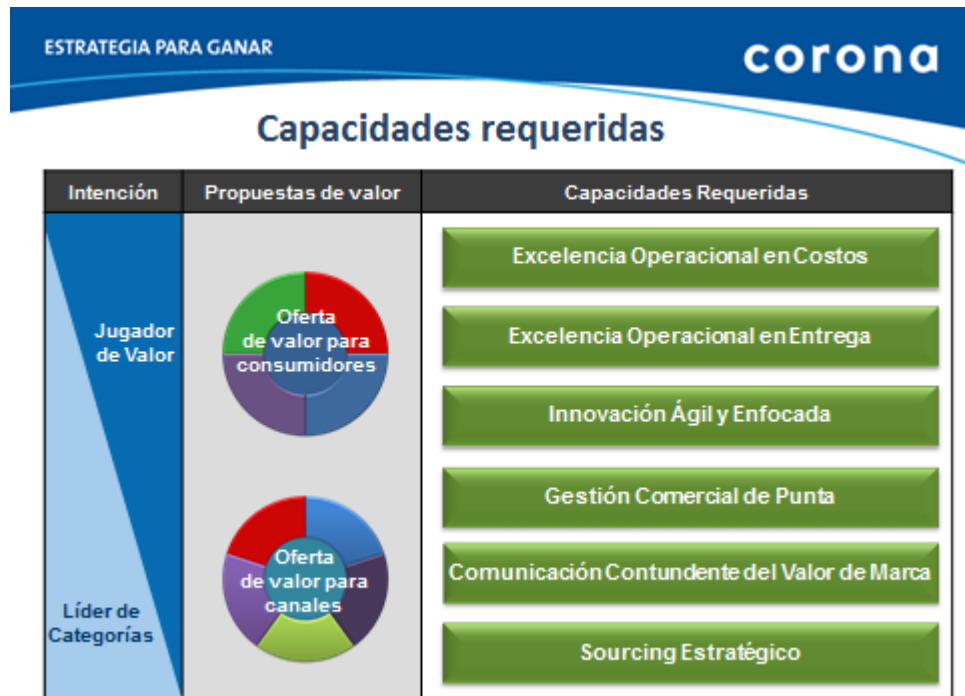 ESTRATEGIA PARA GANAR
corona
Capacidades requeridas
Intención
Propuestas de valor
Capacidades Requeridas
Jugador
de Valor
Líder de
Categorías
Oferta
de valor para
consumidores
Oferta
de valor para
canales
Excelencia Operacional en Costos
Excelencia Operacional en Entrega
Innovación Ágil y Enfocada
Gestión Comercial de Punta
Comunicación Contundente del Valor de Marca
Sourcing Estratégico